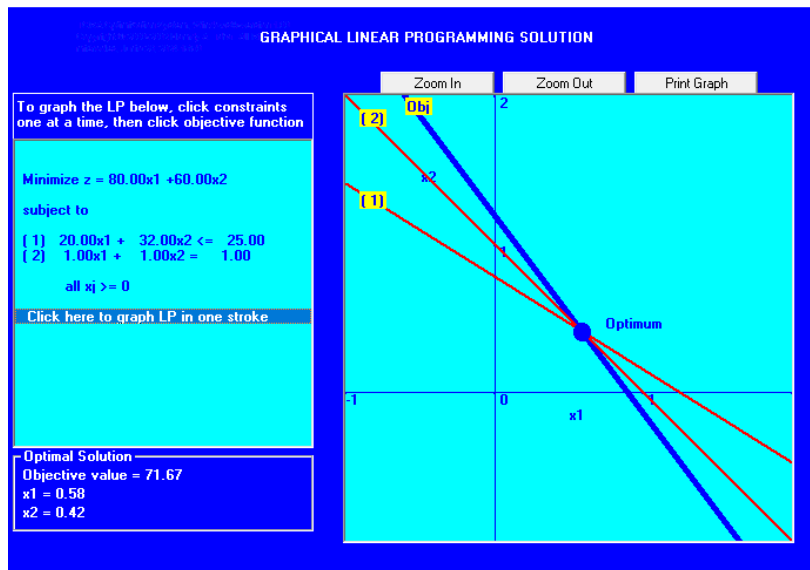 GRAPHICAL LINEAR PROGRAMMING SOLUTION
Zoom In
Zoom Out
Print Graph
To graph the LP below, click constraints
one at a time, then click objective function
Minimize z = 80.00x1 +60.00x2
subject to
( 1) 20.00x1 + 32.00x2 <= 25.00
( 2) 1.00x1 + 1.00x2 = 1.00
all xj >= 0
Click here to graph LP in one stroke
Optimal Solution
Objective value = 71.67
x1 = 0.58
x2 = 0.42
Obj
2
( 2)
x2
( 1)
1
Optimum
-1
0
1
x1